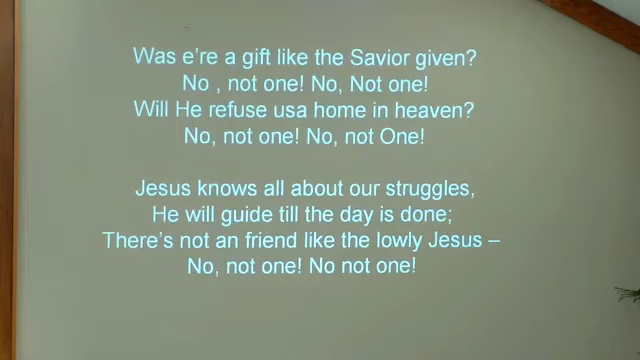 Was e're a gift like the Savior given?
No , not one! No, Not one!
Will He refuse usa home in heaven?
No, not one! No, not One!
Jesus knows all about our struggles,
He will guide till the day is done;
There's not an friend like the lowly Jesus –
No, not one! No not one!